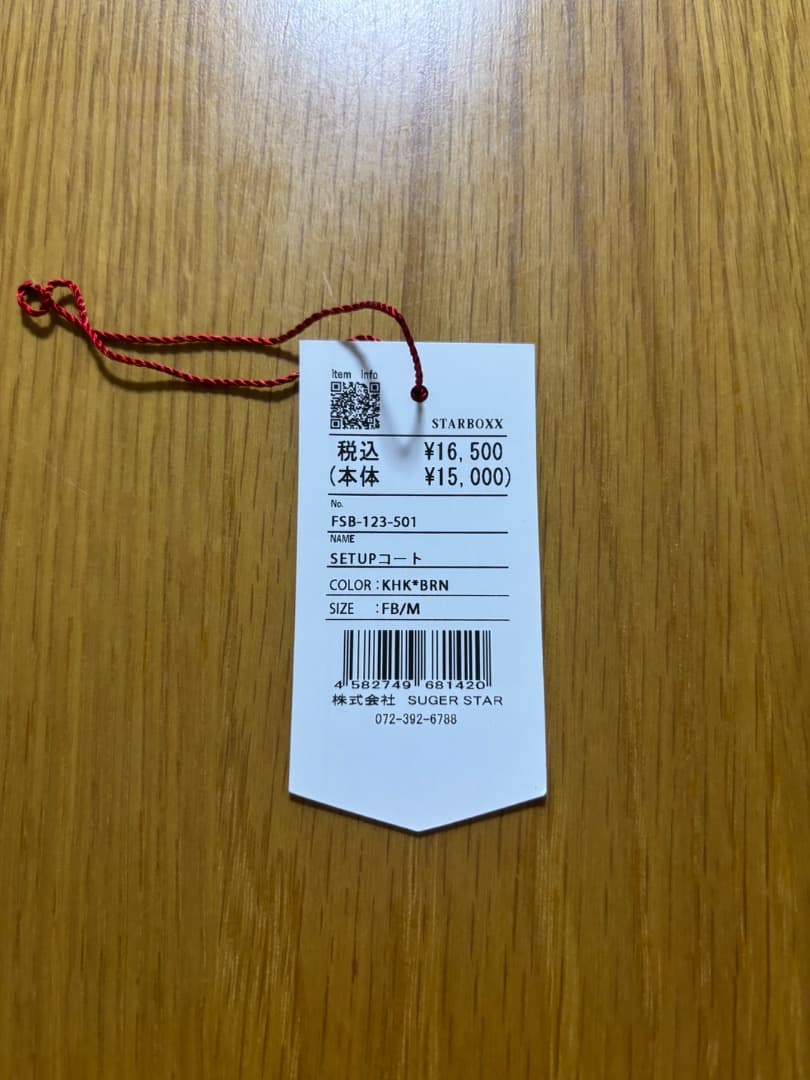 Item Info
STARBOXX
税込 ¥16,500
(本体 ¥15,000)
No.
FSB-123-501
NAME
SETUPコート
COLOR:KHK*BRN
SIZE :FB/M
4 582749 681420
株式会社 SUGER STAR
072-392-6788